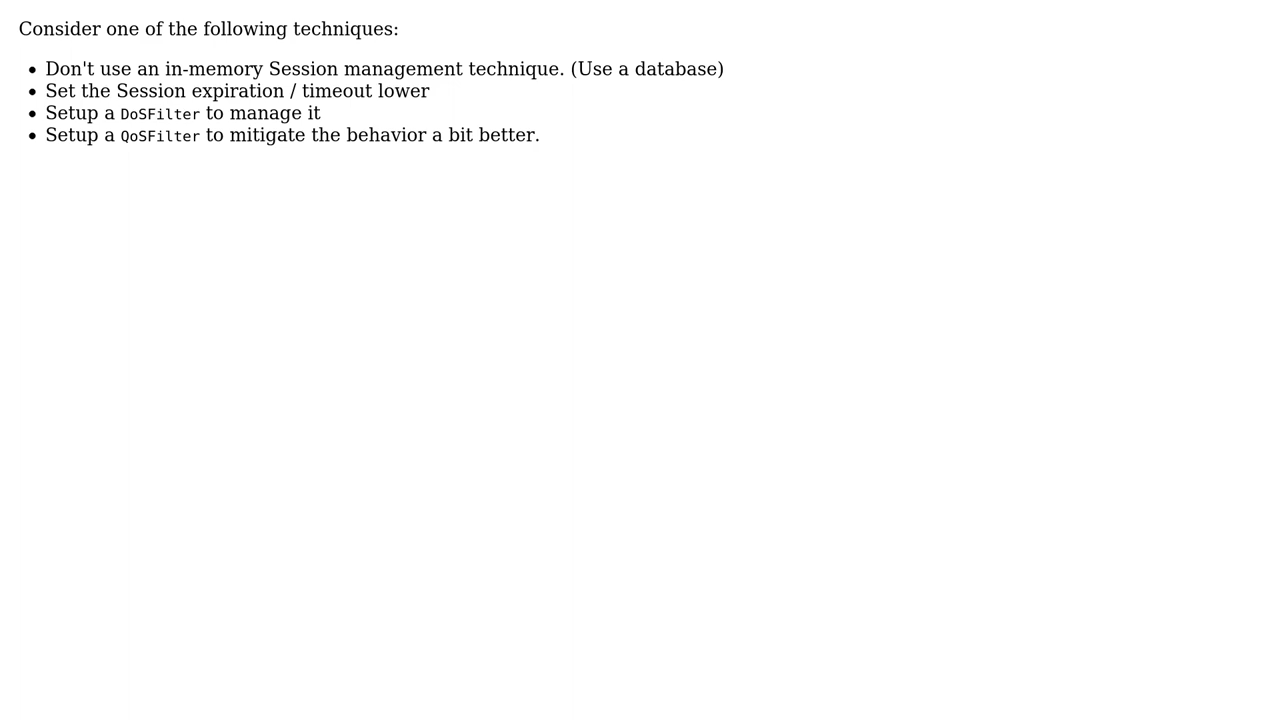 Consider one of the following techniques:
• Don't use an in-memory Session management technique. (Use a database)
• Set the Session expiration / timeout lower
• Setup a DoSFilter to manage it
• Setup a QoSFilter to mitigate the behavior a bit better.